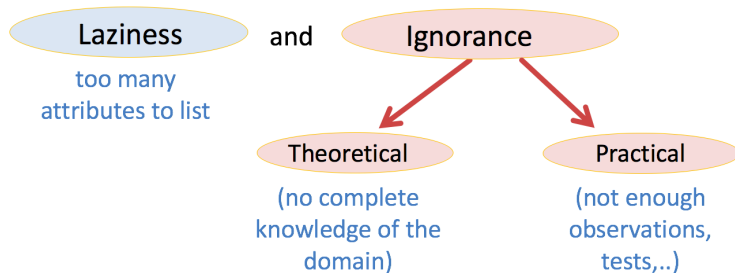 Laziness and Ignorance
too many
attributes to list
Theoretical
(no complete
knowledge of the
domain)
Practical
(not enough
observations,
tests,..)